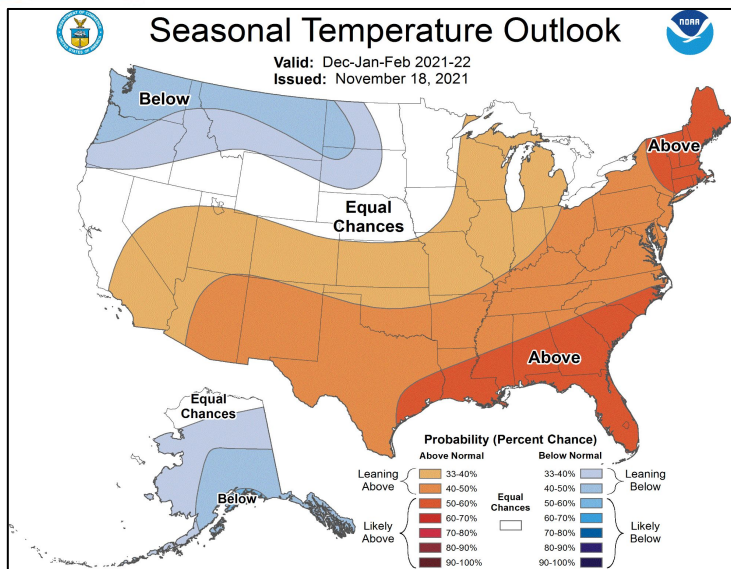 Seasonal Temperature Outlook
NOAA
Valid: Dec-Jan-Feb 2021-22
Issued: November 18, 2021
Below
Above
Equal
Chances
Above
Equal
Chances
Below
Probability (Percent Chance)
Above Normal Below Normal
Leaning
Above
33-40%
40-50%
Likely
Above
50-60%
60-70%
70-80%
80-90%
90-100%
Equal
Chances
33-40%
40-50%
Leaning
Below
50-60%
60-70%
70-80%
80-90%
90-100%
Likely
Below